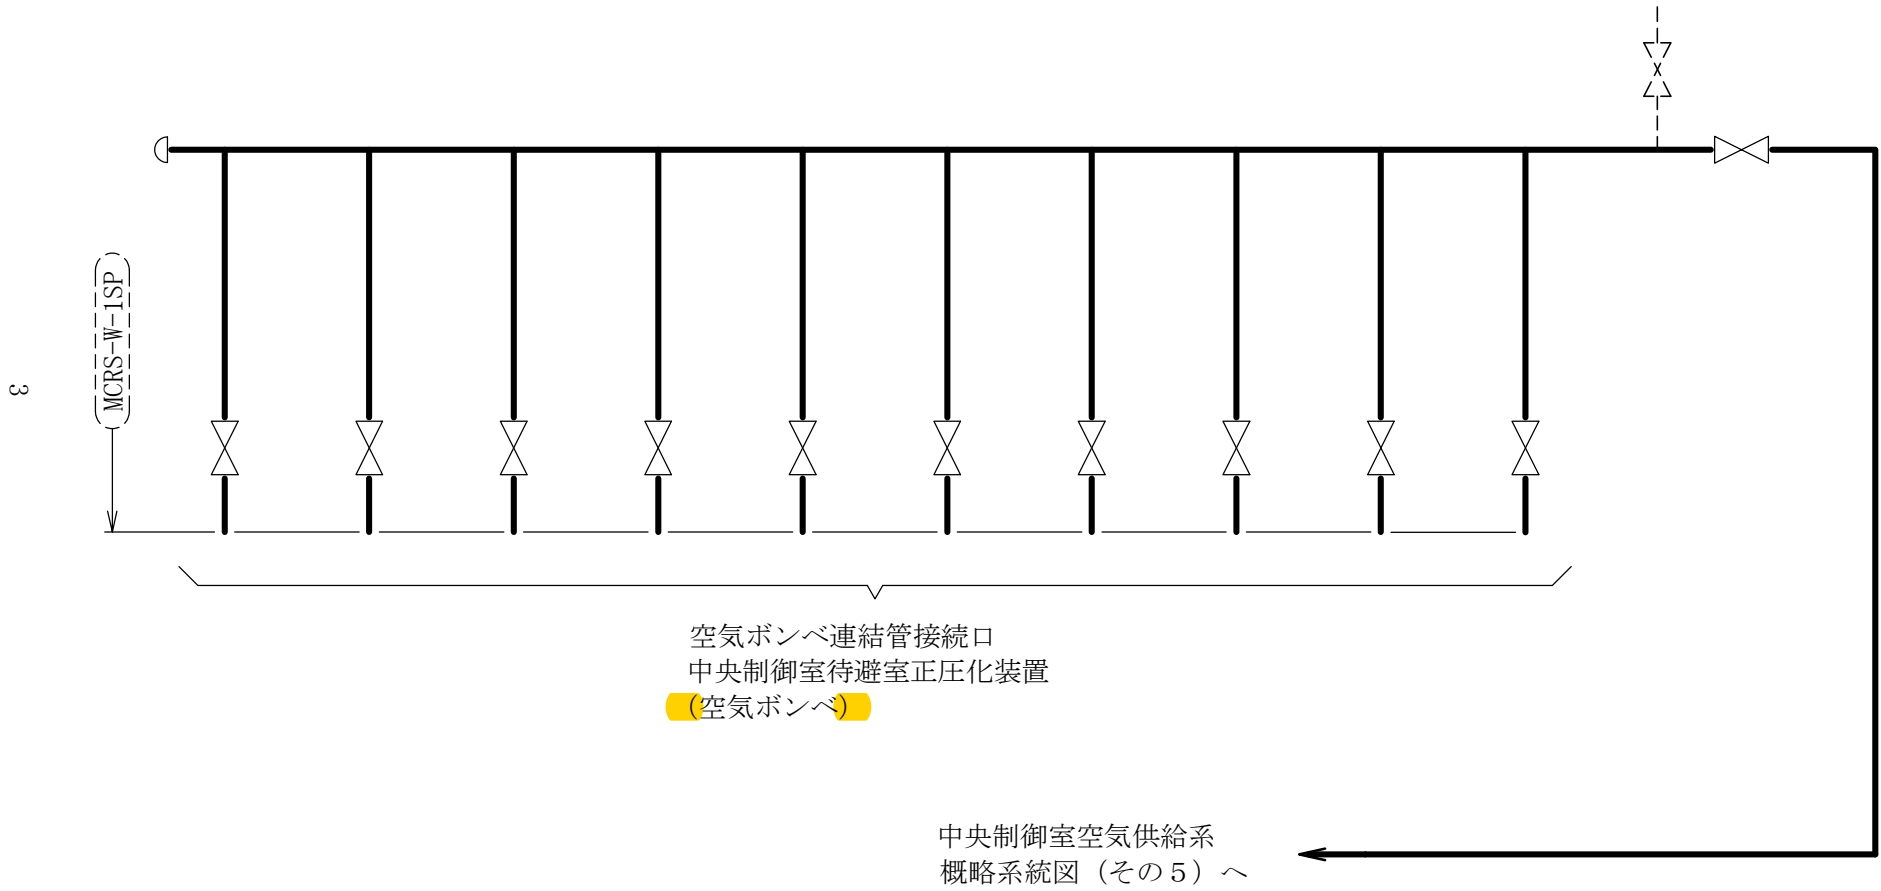 MCRS-W-1SP
3
空気ボンベ連結管接続口
中央制御室待避室正圧化装置
(空気ボンベ)
中央制御室空気供給系
概略系統図（その５）へ